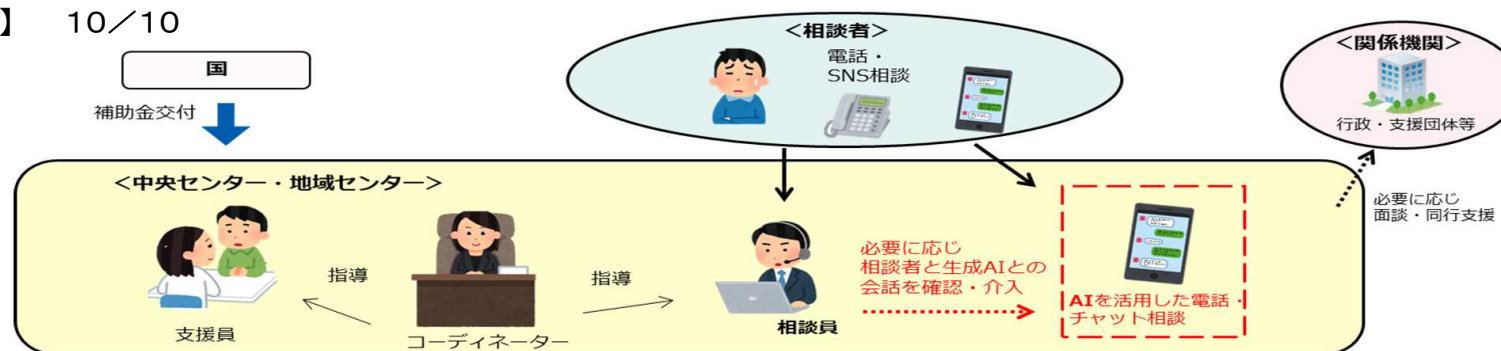 】 10/10
国
補助金交付
<相談者>
電話・
SNS相談
<関係機関>
行政・支援団体等
<中央センター・地域センター>
必要に応じ
面談・同行支援
指導
指導
支援員
コーディネーター
相談員
必要に応じ
相談者と生成AIとの
会話を確認・介入
AIを活用した電話・
チャット相談